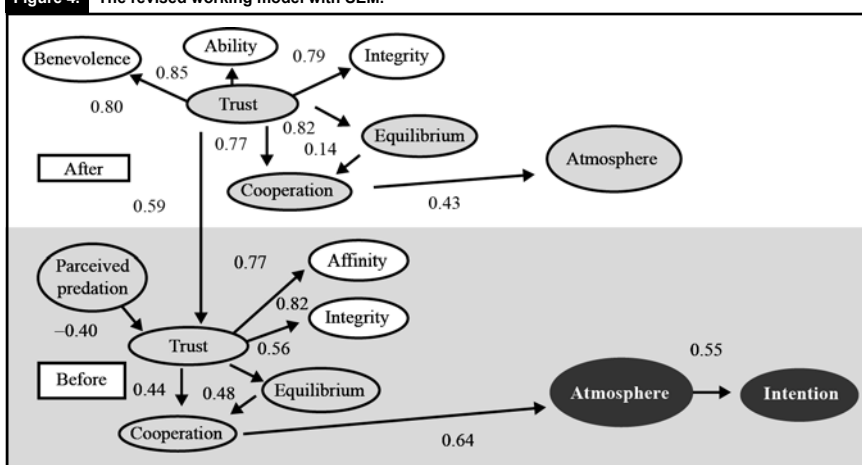 Figure 4. The revised working model with SEM.
Benevolence
Ability
Integrity
0.85
0.79
0.80
Trust
0.77
0.82
0.14
Equilibrium
Atmosphere
After
Cooperation
0.43
0.59
Parceived
predation
0.77
Affinity
0.82
Integrity
−0.40
Trust
0.56
Before
0.44
0.48
Equilibrium
Atmosphere
0.55
Intention
Cooperation
0.64